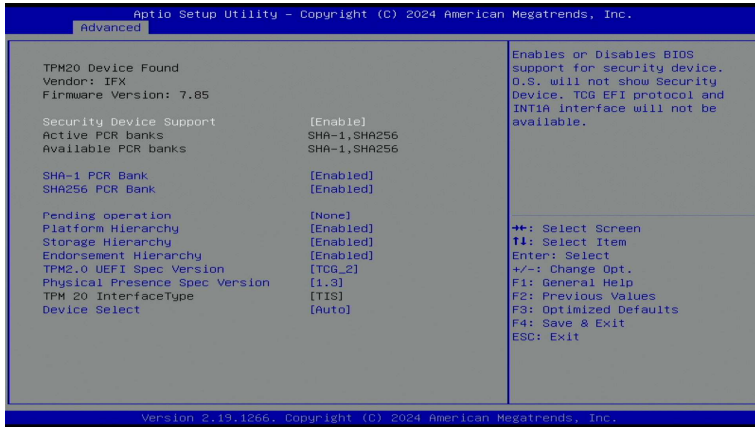 Aptio Setup Utility – Copyright (C) 2024 American Megatrends, Inc.
Advanced
TPM20 Device Found
Vendor: IFX
Firmware Version: 7.85
Security Device Support [Enable]
Active PCR banks SHA-1,SHA256
Available PCR banks SHA-1,SHA256
SHA-1 PCR Bank [Enabled]
SHA256 PCR Bank [Enabled]
Pending operation [None]
Platform Hierarchy [Enabled]
Storage Hierarchy [Enabled]
Endorsement Hierarchy [Enabled]
TPM2.0 UEFI Spec Version [TCG_2]
Physical Presence Spec Version [1.3]
TPM 20 InterfaceType [TIS]
Device Select [Auto]
Enables or Disables BIOS
support for security device.
O.S. will not show Security
Device. TCG EFI protocol and
INT1A interface will not be
available.
→←: Select Screen
↑↓: Select Item
Enter: Select
+/-: Change Opt.
F1: General Help
F2: Previous Values
F3: Optimized Defaults
F4: Save & Exit
ESC: Exit
Version 2.19.1266. Copyright (C) 2024 American Megatrends, Inc.